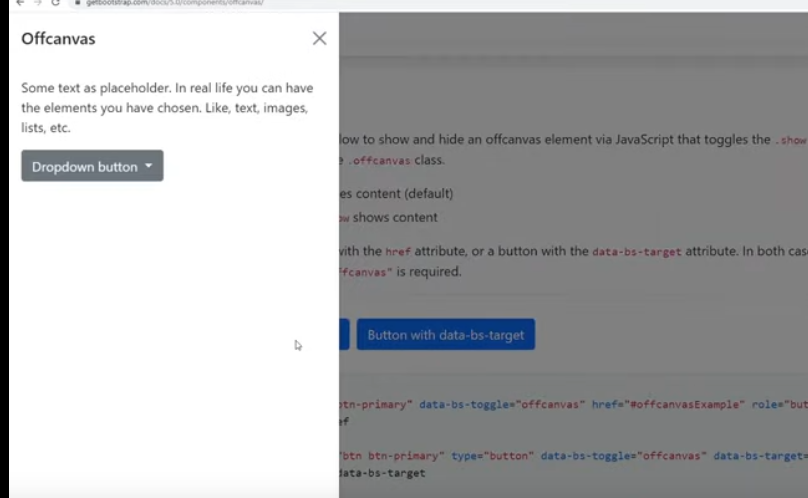 getbootstrap.com/docs/5.0/components/offcanvas/
Offcanvas
Some text as placeholder. In real life you can have
the elements you have chosen. Like, text, images,
lists, etc.
Dropdown button
low to show and hide an offcanvas element via JavaScript that toggles the .show
.offcanvas class.
es content (default)
ow shows content
with the href attribute, or a button with the data-bs-target attribute. In both cas
ffcanvas" is required.
Button with data-bs-target
btn-primary" data-bs-toggle="offcanvas" href="#offcanvasExample" role="but
ef
"btn btn-primary" type="button" data-bs-toggle="offcanvas" data-bs-target=
data-bs-target